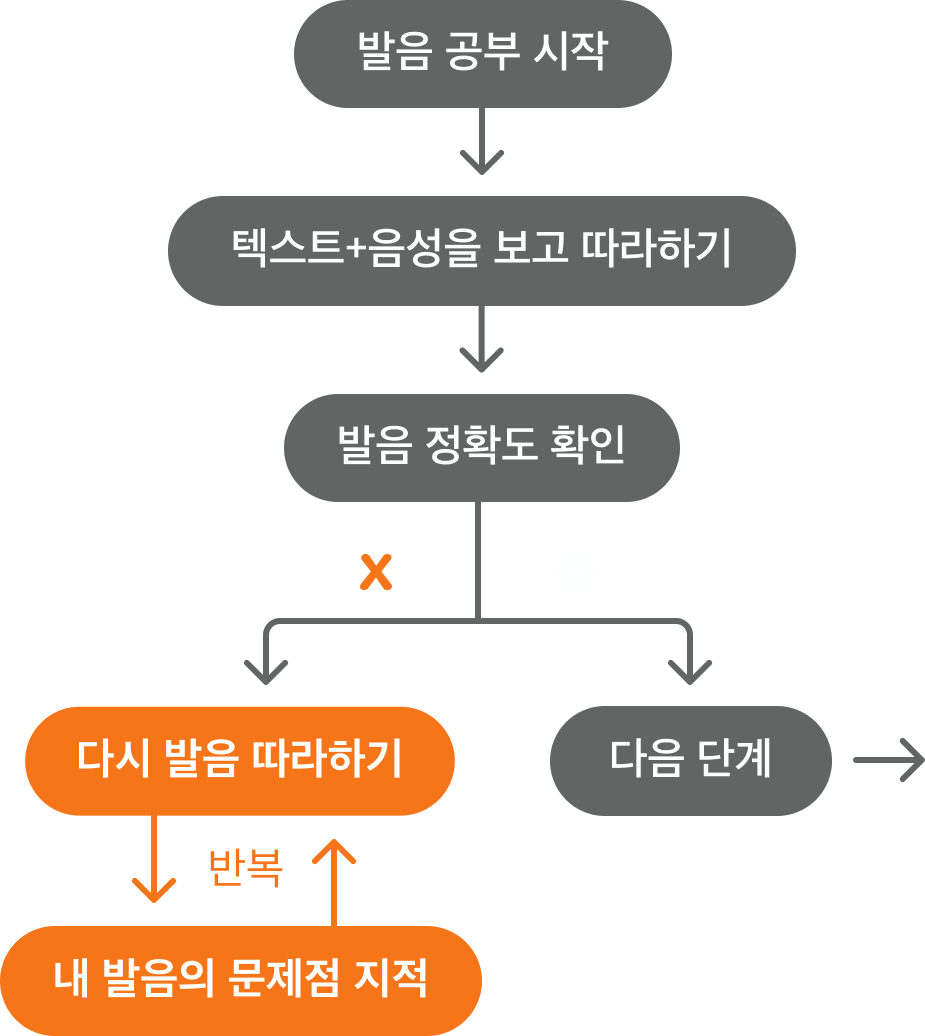 발음 공부 시작
텍스트+음성을 보고 따라하기
발음 정확도 확인
x
다시 발음 따라하기
다음 단계
반복
내 발음의 문제점 지적